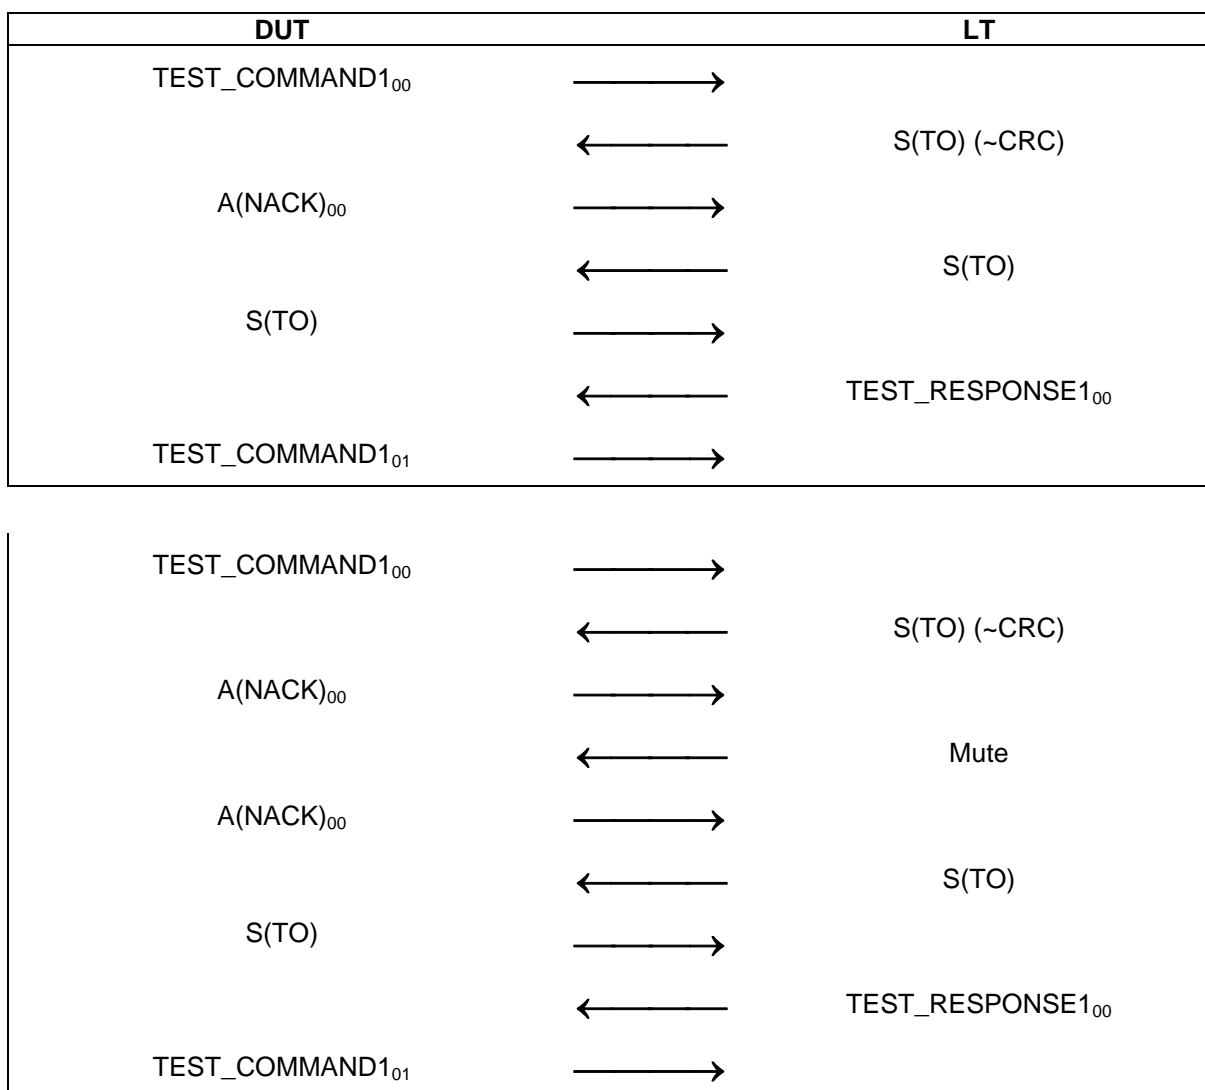 DUT LT
TEST_COMMAND1₀₀
S(TO) (~CRC)
A(NACK)₀₀
S(TO)
S(TO)
TEST_RESPONSE1₀₀
TEST_COMMAND1₀₁
TEST_COMMAND1₀₀
S(TO) (~CRC)
A(NACK)₀₀
Mute
A(NACK)₀₀
S(TO)
S(TO)
TEST_RESPONSE1₀₀
TEST_COMMAND1₀₁